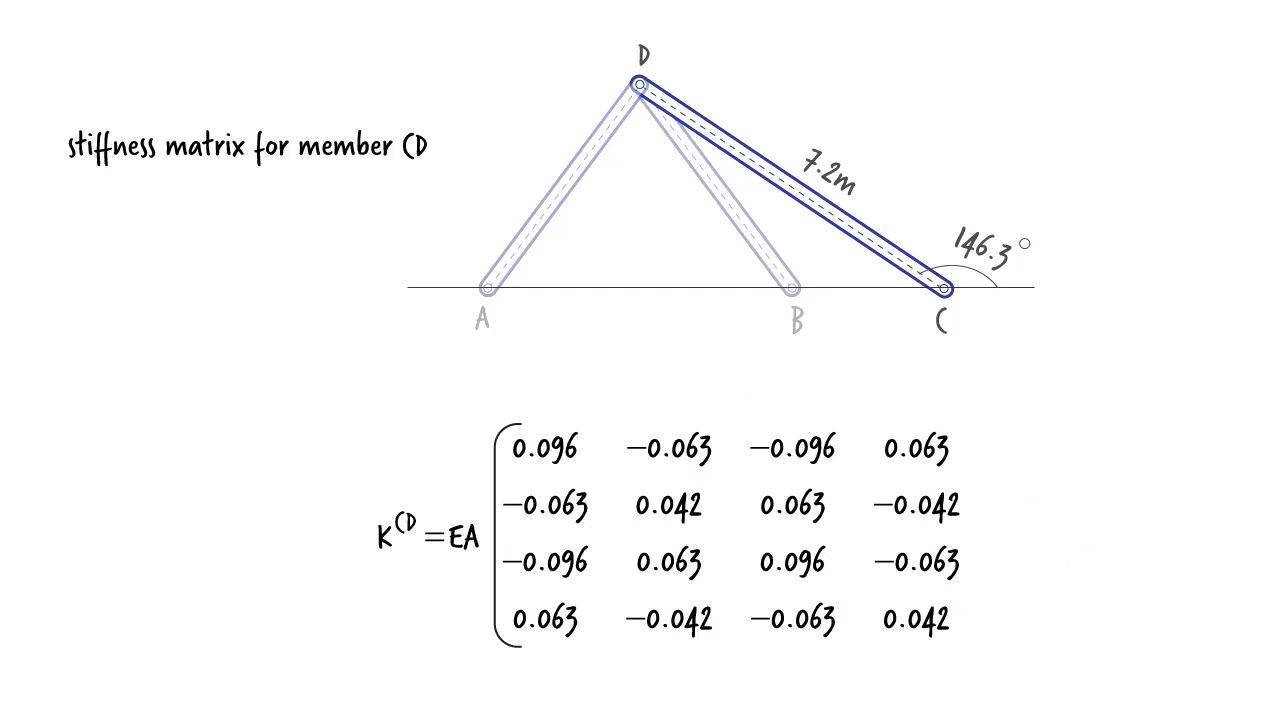 D
stiffness matrix for member CD
7.2m
146.3°
A B C
0.096 −0.063 −0.096 0.063
−0.063 0.042 0.063 −0.042
K^CD = EA
−0.096 0.063 0.096 −0.063
0.063 −0.042 −0.063 0.042